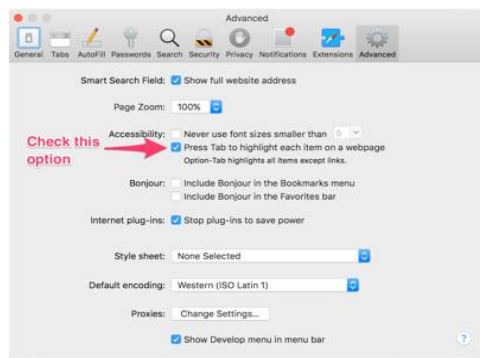 Advanced
General Tabs AutoFill Passwords Search Security Privacy Notifications Extensions Advanced
Smart Search Field: Show full website address
Page Zoom: 100%
Accessibility: Never use font sizes smaller than 9
Check this
option
Press Tab to highlight each item on a webpage
Option-Tab highlights all items except links.
Bonjour: Include Bonjour in the Bookmarks menu
Include Bonjour in the Favorites bar
Internet plug-ins: Stop plug-ins to save power
Style sheet: None Selected
Default encoding: Western (ISO Latin 1)
Proxies: Change Settings...
Show Develop menu in menu bar
?